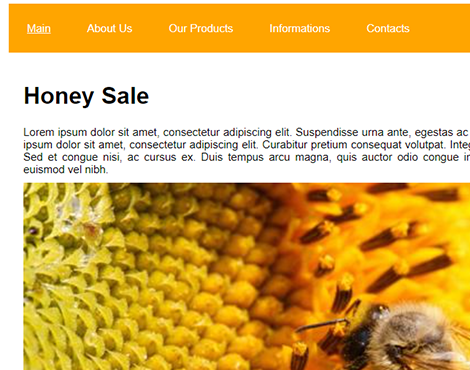 Main About Us Our Products Informations Contacts
Honey Sale
Lorem ipsum dolor sit amet, consectetur adipiscing elit. Suspendisse urna ante, egestas ac
ipsum dolor sit amet, consectetur adipiscing elit. Curabitur pretium consequat volutpat.
Sed et congue nisi, ac cursus ex. Duis tempus arcu magna, quis auctor odio congue
euismod vel nibh.